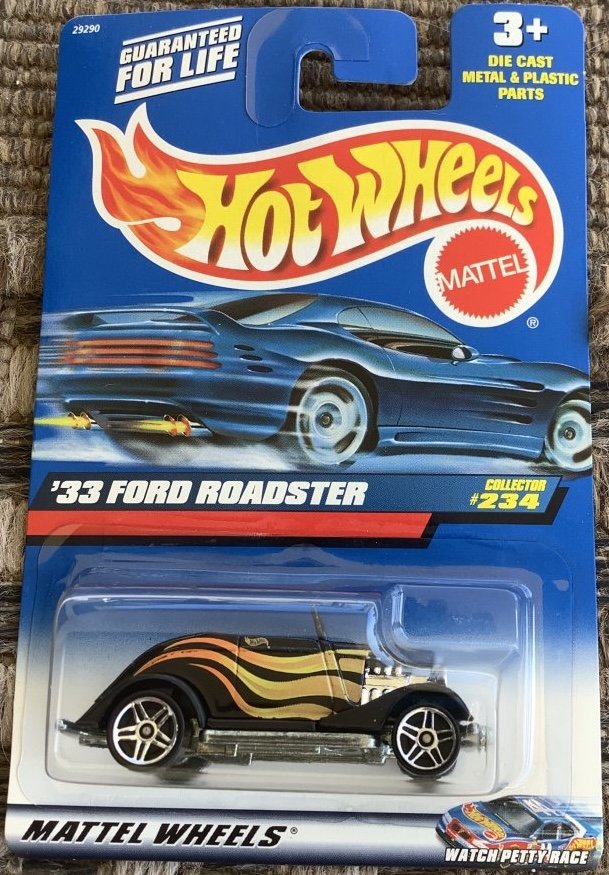 29290
GUARANTEED
FOR LIFE
3+
DIE CAST
METAL & PLASTIC
PARTS
HOT WHEELS
MATTEL
®
'33 FORD ROADSTER
COLLECTOR
#234
MATTEL WHEELS®
WATCH PETTY RACE